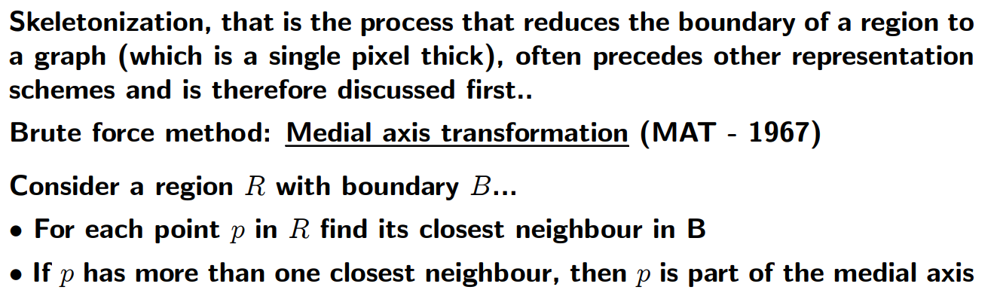 Skeletonization, that is the process that reduces the boundary of a region to
a graph (which is a single pixel thick), often precedes other representation
schemes and is therefore discussed first..
Brute force method: Medial axis transformation (MAT - 1967)
Consider a region R with boundary B...
• For each point p in R find its closest neighbour in B
• If p has more than one closest neighbour, then p is part of the medial axis